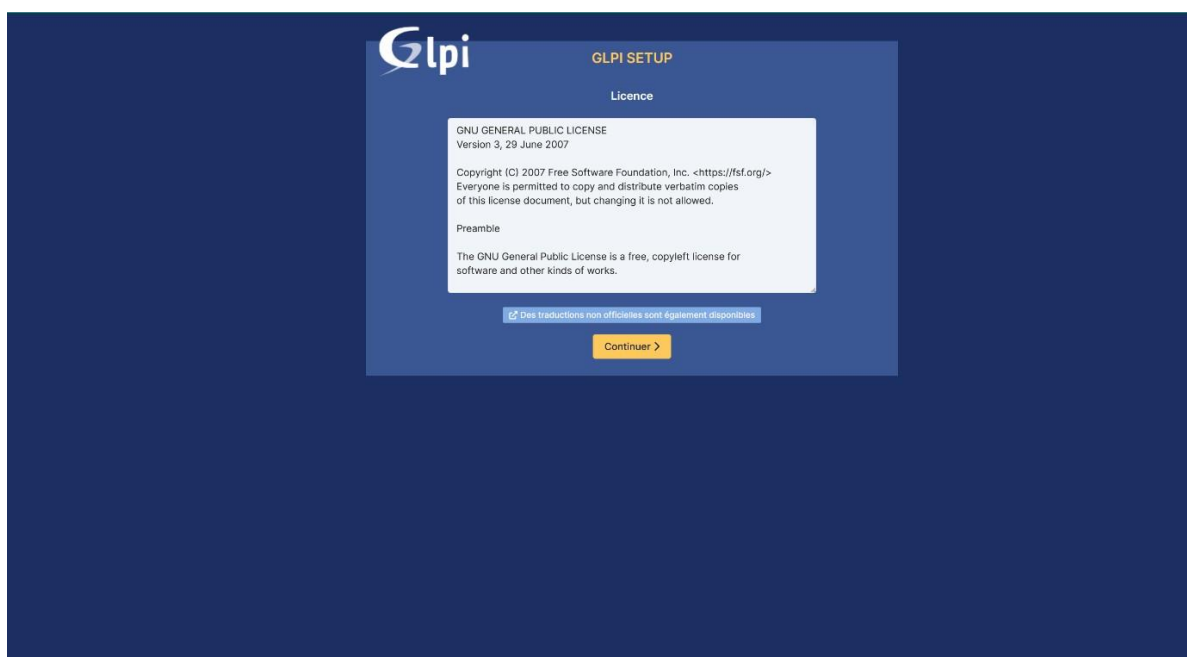 Glpi
GLPI SETUP
Licence
GNU GENERAL PUBLIC LICENSE
Version 3, 29 June 2007
Copyright (C) 2007 Free Software Foundation, Inc. <https://fsf.org/>
Everyone is permitted to copy and distribute verbatim copies
of this license document, but changing it is not allowed.
Preamble
The GNU General Public License is a free, copyleft license for
software and other kinds of works.
Des traductions non officielles sont également disponibles
Continuer >